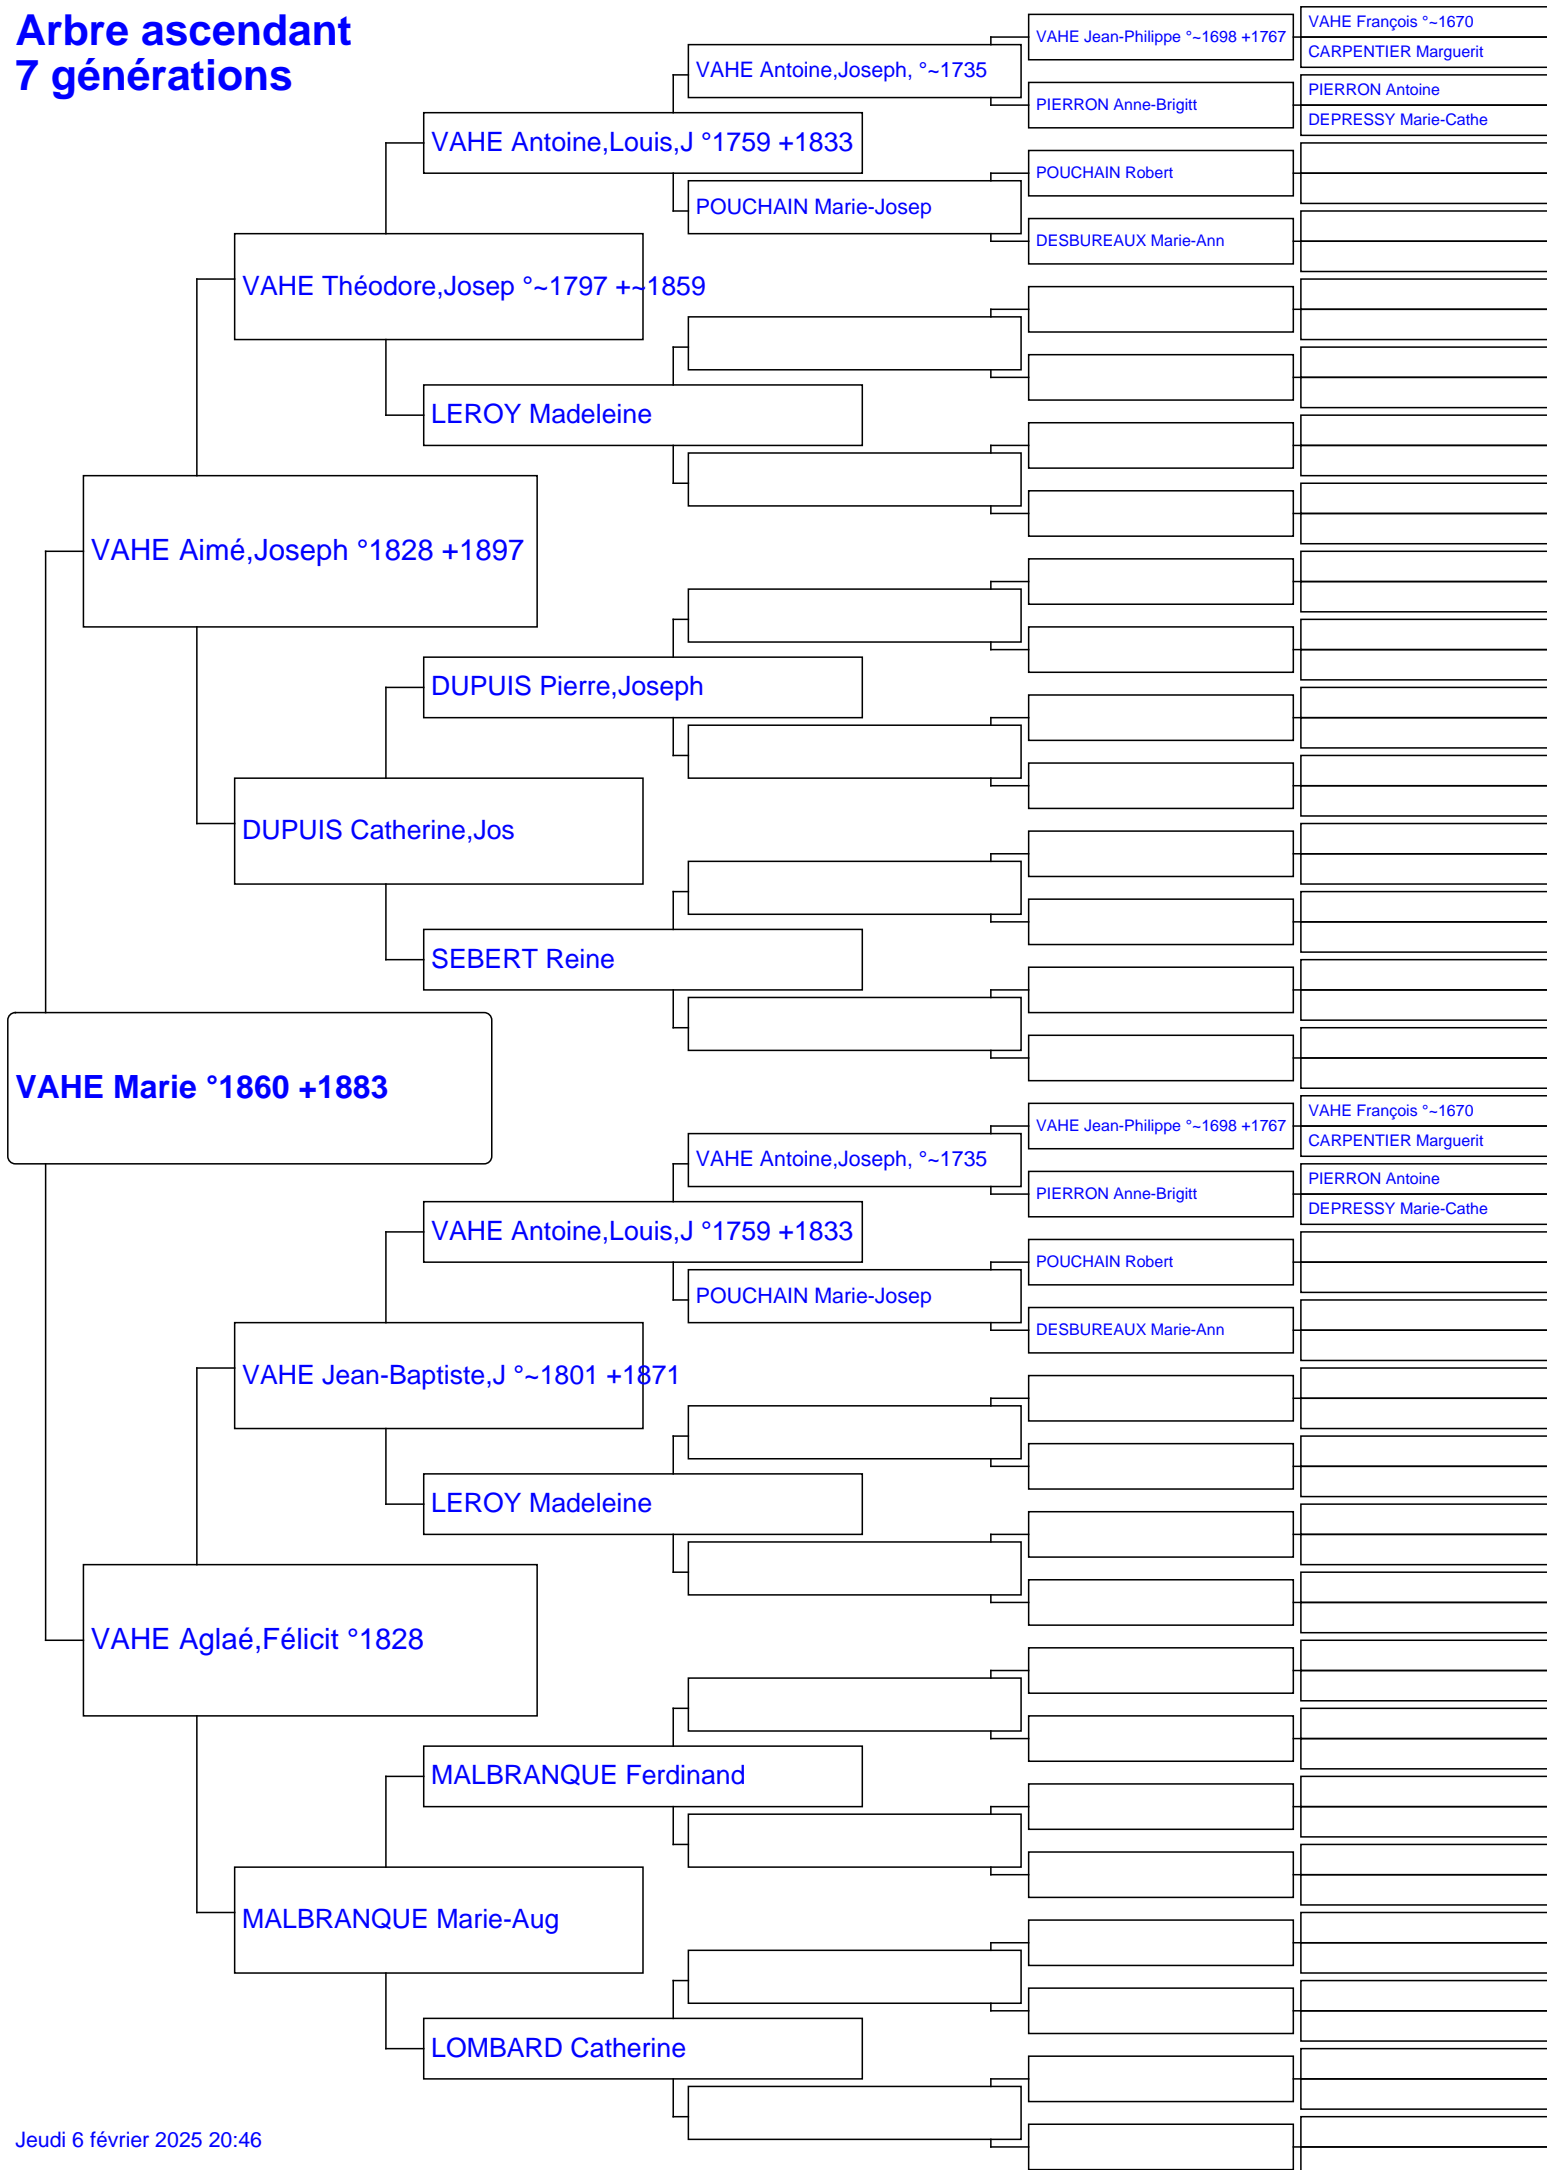 Arbre ascendant
7 générations
VAHE François °~1670
VAHE Jean-Philippe °~1698 +1767
CARPENTIER Marguerit
VAHE Antoine,Joseph, °~1735
PIERRON Antoine
PIERRON Anne-Brigitt
DEPRESSY Marie-Cathe
VAHE Antoine,Louis,J °1759 +1833
POUCHAIN Robert
POUCHAIN Marie-Josep
DESBUREAUX Marie-Ann
VAHE Théodore,Josep °~1797 +~1859
LEROY Madeleine
VAHE Aimé,Joseph °1828 +1897
DUPUIS Pierre,Joseph
DUPUIS Catherine,Jos
SEBERT Reine
VAHE Marie °1860 +1883
VAHE François °~1670
VAHE Jean-Philippe °~1698 +1767
CARPENTIER Marguerit
VAHE Antoine,Joseph, °~1735
PIERRON Antoine
PIERRON Anne-Brigitt
DEPRESSY Marie-Cathe
VAHE Antoine,Louis,J °1759 +1833
POUCHAIN Robert
POUCHAIN Marie-Josep
DESBUREAUX Marie-Ann
VAHE Jean-Baptiste,J °~1801 +1871
LEROY Madeleine
VAHE Aglaé,Félicit °1828
MALBRANQUE Ferdinand
MALBRANQUE Marie-Aug
LOMBARD Catherine
Jeudi 6 février 2025 20:46